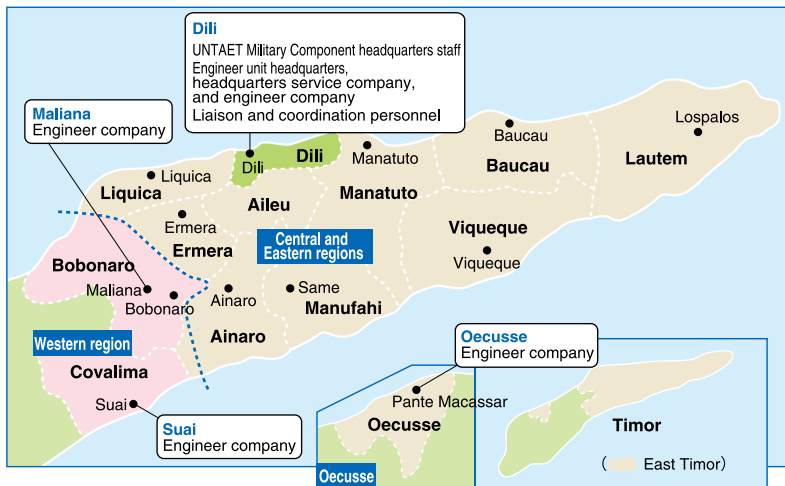 Dili
UNTAET Military Component headquarters staff
Engineer unit headquarters,
headquarters service company,
and engineer company
Liaison and coordination personnel
Maliana
Engineer company
Lospalos
Baucau
Dili
Dili
Manatuto
Baucau
Lautem
Liquica
Liquica
Aileu
Manatuto
Ermera
Viqueque
Ermera
Central and
Eastern regions
Viqueque
Bobonaro
Maliana
Bobonaro
Ainaro
Same
Manufahi
Ainaro
Western region
Covalima
Suai
Suai
Engineer company
Oecusse
Engineer company
Pante Macassar
Oecusse
Oecusse
Timor
( East Timor)